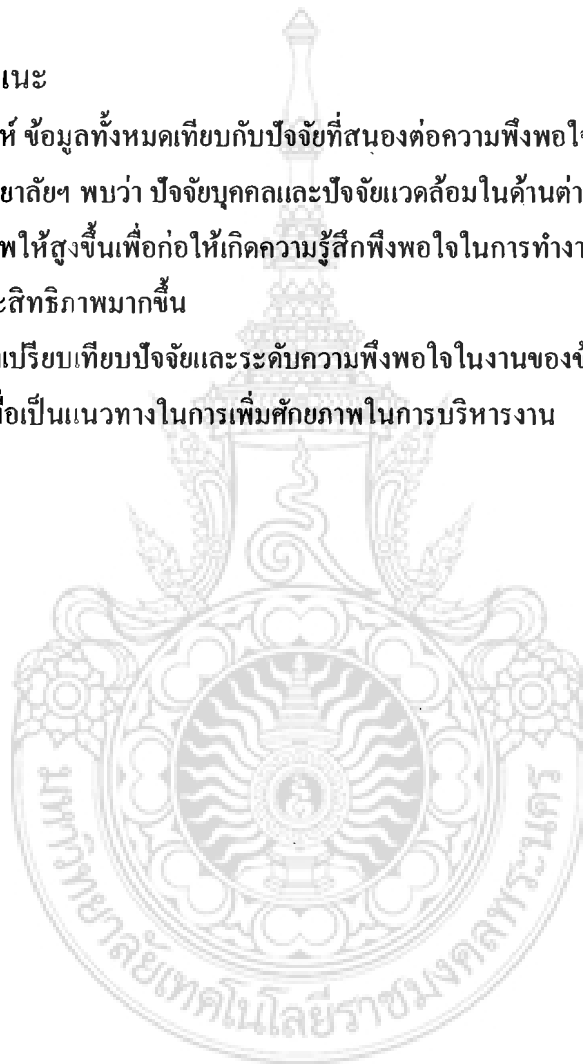 แนะ
ห์ ข้อมูลทั้งหมดเทียบกับปัจจัยที่สนองต่อความพึงพอใจ
ยาลัยฯ พบว่า ปัจจัยบุคคลและปัจจัยแวดล้อมในด้านต่า
พให้สูงขึ้นเพื่อก่อให้เกิดความรู้สึกพึงพอใจในการทำงา
ะสิทธิภาพมากขึ้น
เปรียบเทียบปัจจัยและระดับความพึงพอใจในงานของข้
ื่อเป็นแนวทางในการเพิ่มศักยภาพในการบริหารงาน
มหาวิทยาลัยเทคโนโลยีราชมงคลพระนคร